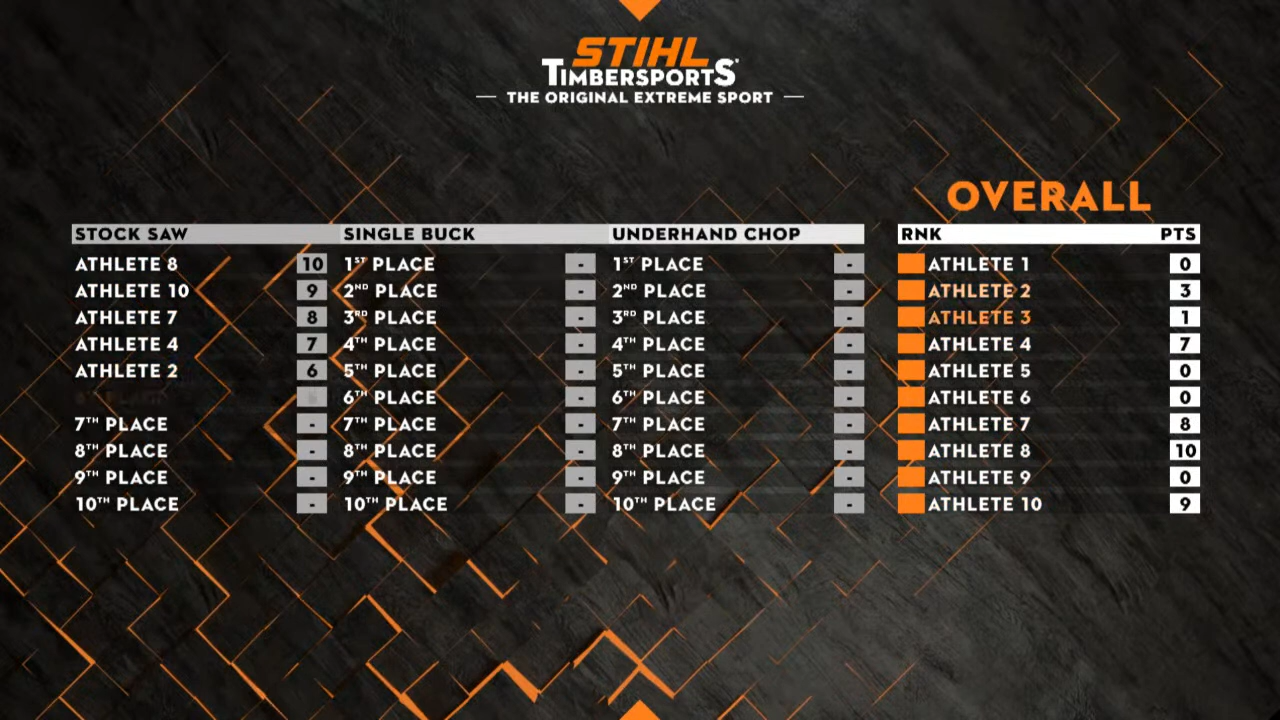 STIHL
TIMBERSPORTS®
THE ORIGINAL EXTREME SPORT
OVERALL
STOCK SAW SINGLE BUCK UNDERHAND CHOP RNK PTS
ATHLETE 8 10 1ST PLACE - 1ST PLACE - ATHLETE 1 0
ATHLETE 10 9 2ND PLACE - 2ND PLACE - ATHLETE 2 3
ATHLETE 7 8 3RD PLACE - 3RD PLACE - ATHLETE 3 1
ATHLETE 4 7 4TH PLACE - 4TH PLACE - ATHLETE 4 7
ATHLETE 2 6 5TH PLACE - 5TH PLACE - ATHLETE 5 0
6TH PLACE - 6TH PLACE - ATHLETE 6 0
7TH PLACE - 7TH PLACE - 7TH PLACE - ATHLETE 7 8
8TH PLACE - 8TH PLACE - 8TH PLACE - ATHLETE 8 10
9TH PLACE - 9TH PLACE - 9TH PLACE - ATHLETE 9 0
10TH PLACE - 10TH PLACE - 10TH PLACE - ATHLETE 10 9